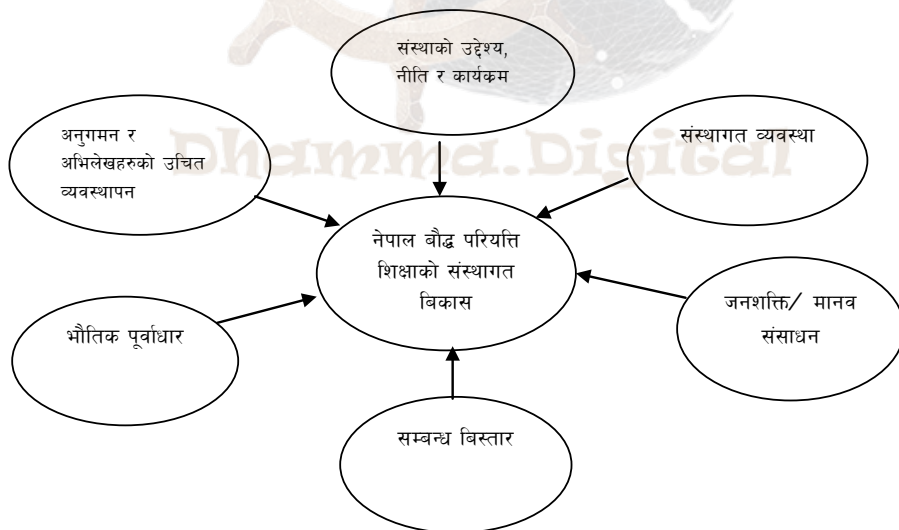 संस्थाको उद्देश्य,
नीति र कार्यक्रम
अनुगमन र
अभिलेखहरुको उचित
व्यवस्थापन
संस्थागत व्यवस्था
Dhamma.Digital
नेपाल बौद्ध परियत्ति
शिक्षाको संस्थागत
बिकास
भौतिक पूर्वाधार
जनशक्ति/ मानव
संसाधन
सम्बन्ध बिस्तार